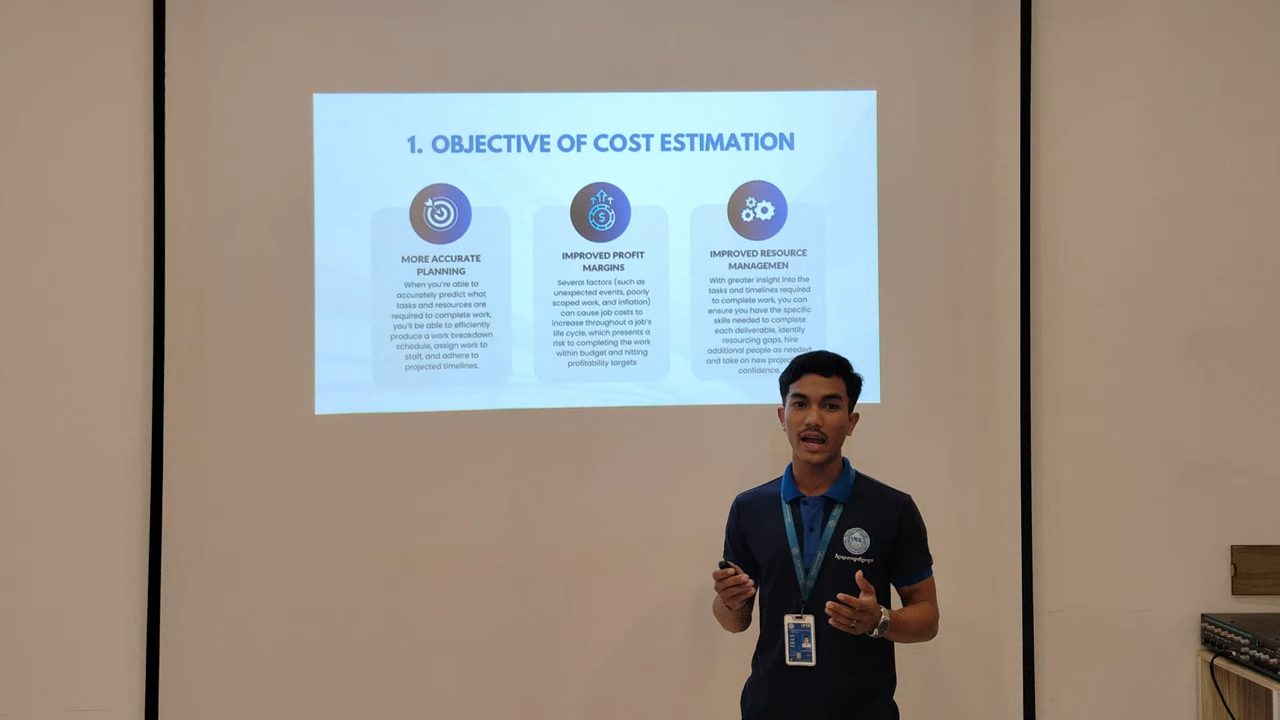 1. OBJECTIVE OF COST ESTIMATION
MORE ACCURATE
PLANNING
When you're able to
accurately predict what
tasks and resources are
required to complete work,
you'll be able to efficiently
produce a work breakdown
schedule, assign work to
staff, and adhere to
projected timelines.
IMPROVED PROFIT
MARGINS
Several factors (such as
unexpected events, poorly
scaped work, and inflation)
can cause job costs to
increase throughout a job's
life cycle, which presents a
risk to completing the work
within budget and hitting
profitability targets
IMPROVED RESOURCE
MANAGEMEN
With greater insight into the
tasks and timelines required
to complete work, you can
ensure you have the specific
skills needed to complete
each deliverable, identify
resourcing gaps, hire
additional people as needed
and take on new
confidence.